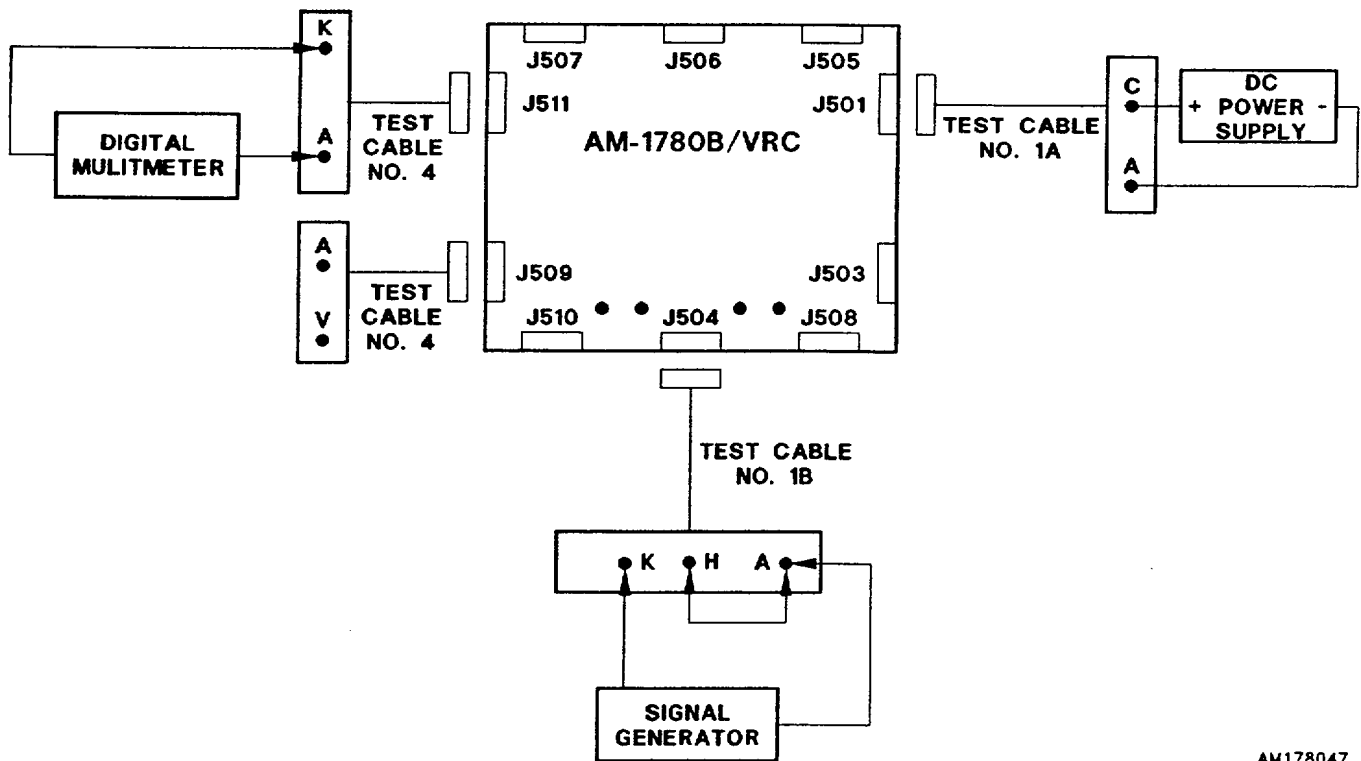 K
A
DIGITAL
MULITMETER
TEST
CABLE
NO. 4
A
V
TEST
CABLE
NO. 4
J507
J506
J505
J511
J501
AM-1780B/VRC
J509
J503
J510
J504
J508
TEST CABLE
NO. 1A
C
A
+
DC
POWER
SUPPLY
-
TEST CABLE
NO. 1B
K
H
A
SIGNAL
GENERATOR
AM178047